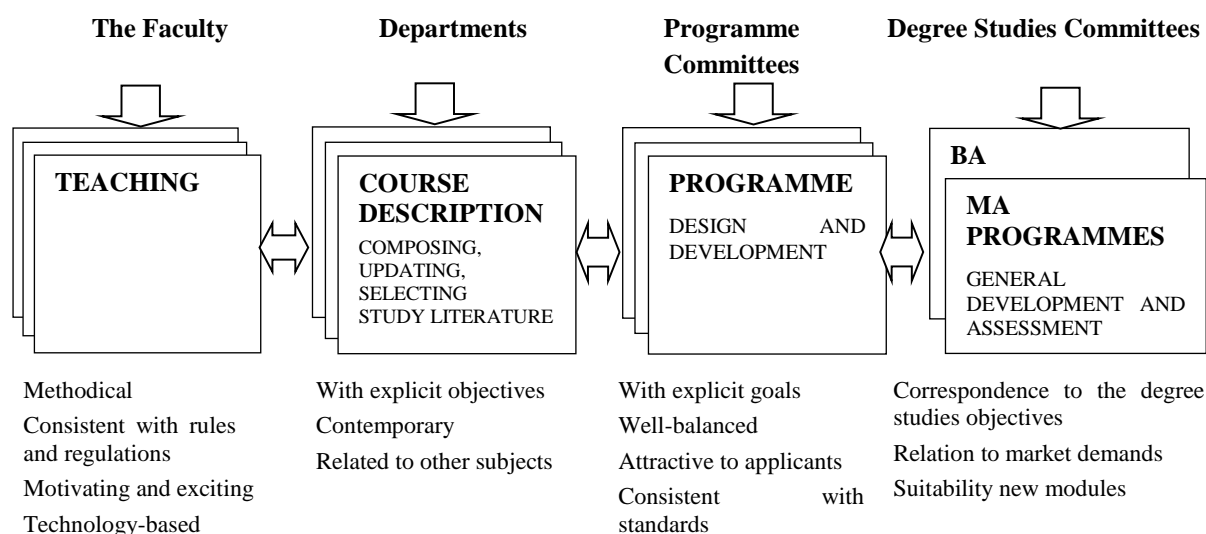 The Faculty
Departments
Programme
Committees
Degree Studies Committees
TEACHING
COURSE
DESCRIPTION
COMPOSING,
UPDATING,
SELECTING
STUDY LITERATURE
PROGRAMME
DESIGN AND
DEVELOPMENT
BA
MA
PROGRAMMES
GENERAL
DEVELOPMENT AND
ASSESSMENT
Methodical
Consistent with rules
and regulations
Motivating and exciting
Technology-based
With explicit objectives
Contemporary
Related to other subjects
With explicit goals
Well-balanced
Attractive to applicants
Consistent with
standards
Correspondence to the degree
studies objectives
Relation to market demands
Suitability new modules